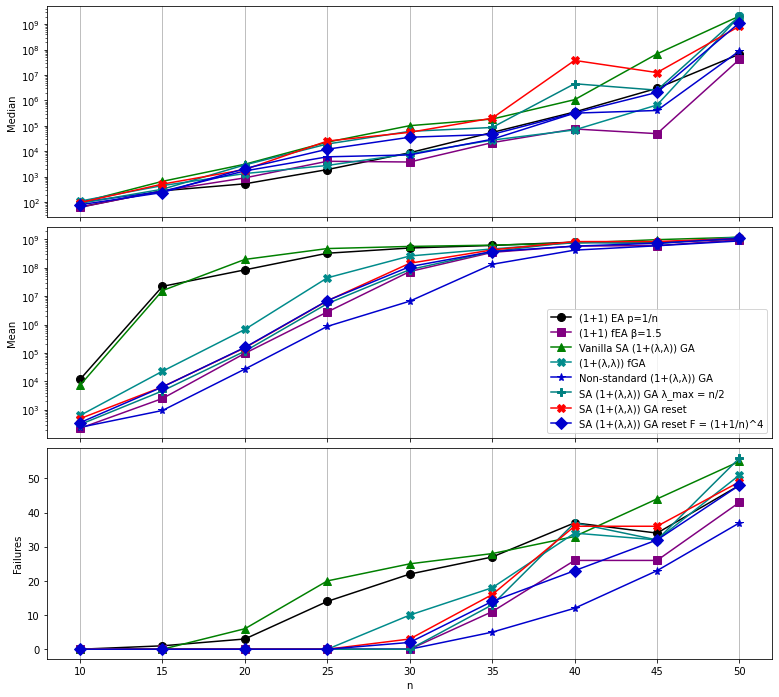 10⁹
10⁸
10⁷
10⁶
10⁵
10⁴
10³
10²
Median
10⁹
10⁸
10⁷
10⁶
10⁵
10⁴
10³
Mean
(1+1) EA p=1/n
(1+1) fEA β=1.5
Vanilla SA (1+(λ,λ)) GA
(1+(λ,λ)) fGA
Non-standard (1+(λ,λ)) GA
SA (1+(λ,λ)) GA λ_max = n/2
SA (1+(λ,λ)) GA reset
SA (1+(λ,λ)) GA reset F = (1+1/n)^4
50
40
30
20
10
0
Failures
10 15 20 25 30 35 40 45 50
n